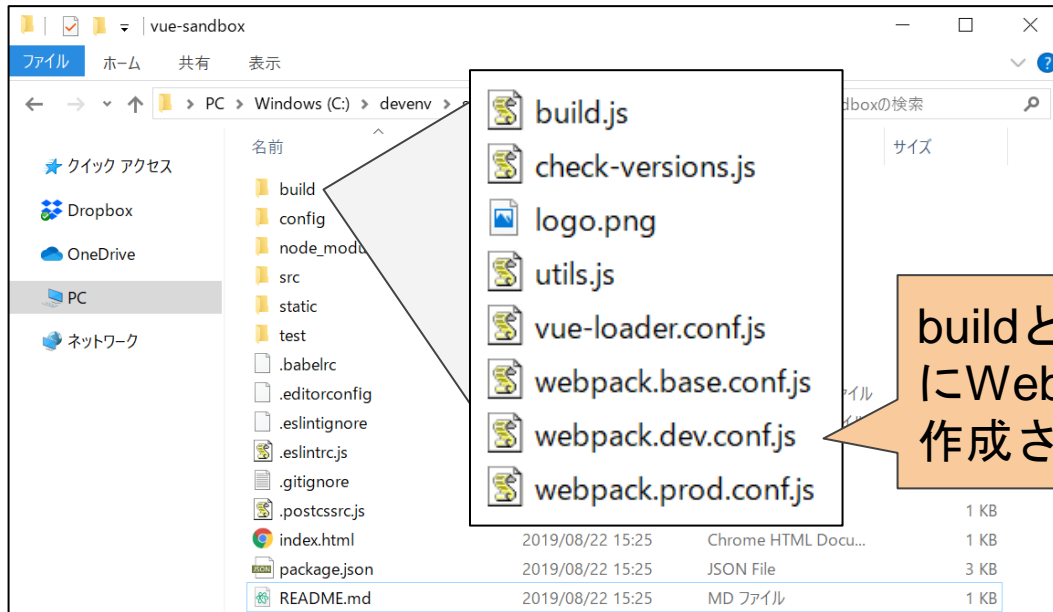 vue-sandbox
ファイル ホーム 共有 表示
PC > Windows (C:) > devenv >
dboxの検索
名前
サイズ
クイック アクセス
Dropbox
OneDrive
PC
ネットワーク
build
config
node_modu
src
static
test
.babelrc
.editorconfig
イル
.eslintignore
.eslintrc.js
.gitignore
.postcssrc.js 1 KB
index.html 2019/08/22 15:25 Chrome HTML Docu... 1 KB
package.json 2019/08/22 15:25 JSON File 3 KB
README.md 2019/08/22 15:25 MD ファイル 1 KB
build.js
check-versions.js
logo.png
utils.js
vue-loader.conf.js
webpack.base.conf.js
webpack.dev.conf.js
webpack.prod.conf.js
buildと
にWeb
作成さ